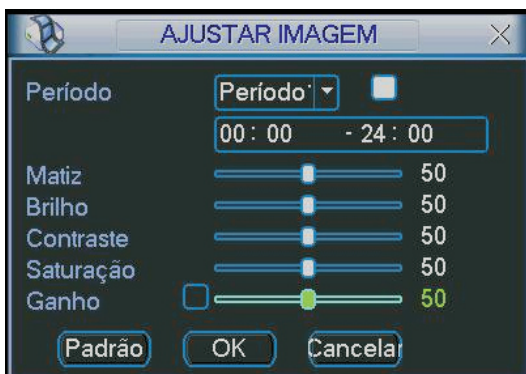 AJUSTAR IMAGEM
Período Período
00: 00 - 24: 00
Matiz 50
Brilho 50
Contraste 50
Saturação 50
Ganho 50
Padrão OK Cancelar